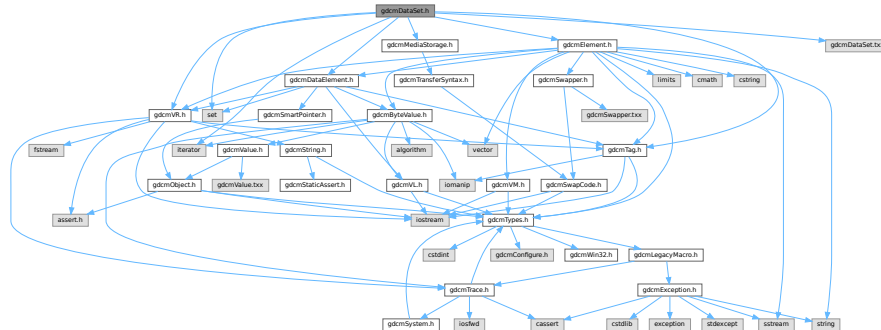 gdcmDataSet.h
gdcmMediaStorage.h
gdcmElement.h
gdcmDataSet.tx
gdcmDataElement.h
gdcmTransferSyntax.h
gdcmSwapper.h
limits
cmath
cstring
gdcmVR.h
set
gdcmSmartPointer.h
gdcmByteValue.h
gdcmSwapper.txx
fstream
iterator
gdcmValue.h
gdcmString.h
algorithm
vector
gdcmTag.h
gdcmObject.h
gdcmValue.txx
gdcmStaticAssert.h
gdcmVL.h
iomanip
gdcmVM.h
gdcmSwapCode.h
assert.h
iostream
gdcmTypes.h
cstdint
gdcmConfigure.h
gdcmWin32.h
gdcmLegacyMacro.h
gdcmTrace.h
gdcmException.h
gdcmSystem.h
iosfwd
cassert
cstdlib
exception
stdexcept
sstream
string